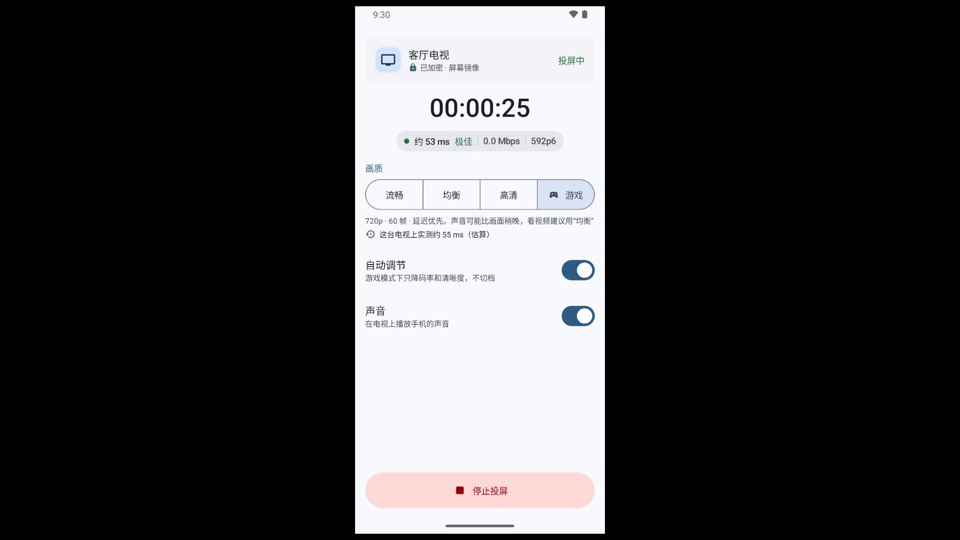 9:30
客厅电视
已加密 · 屏幕镜像
投屏中
00:00:25
约 53 ms 极佳 0.0 Mbps 592p6
画质
流畅 均衡 高清 游戏
720p · 60 帧 · 延迟优先。声音可能比画面稍晚，看视频建议用"均衡"
这台电视上实测约 55 ms（估算）
自动调节
游戏模式下只降码率和清晰度，不切档
声音
在电视上播放手机的声音
停止投屏